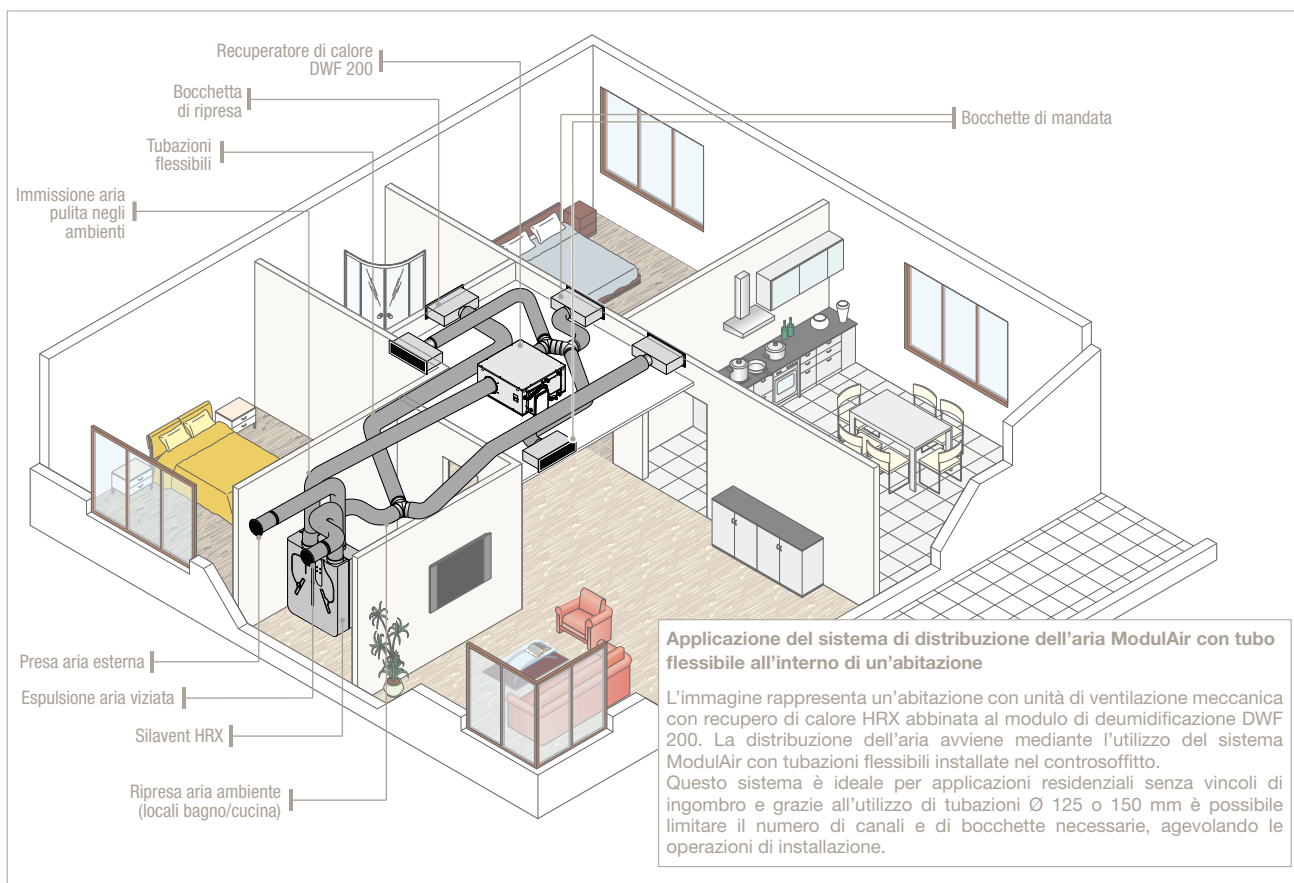 Recuperatore di calore
DWF 200
Bocchetta
di ripresa
Bocchette di mandata
Tubazioni
flessibili
Immissione aria
pulita negli
ambienti
Presa aria esterna
Espulsione aria viziata
Silavent HRX
Ripresa aria ambiente
(locali bagno/cucina)
Applicazione del sistema di distribuzione dell’aria ModulAir con tubo
flessibile all’interno di un’abitazione
L’immagine rappresenta un’abitazione con unità di ventilazione meccanica
con recupero di calore HRX abbinata al modulo di deumidificazione DWF
200. La distribuzione dell’aria avviene mediante l’utilizzo del sistema
ModulAir con tubazioni flessibili installate nel controsoffitto.
Questo sistema è ideale per applicazioni residenziali senza vincoli di
ingombro e grazie all’utilizzo di tubazioni Ø 125 o 150 mm è possibile
limitare il numero di canali e di bocchette necessarie, agevolando le
operazioni di installazione.